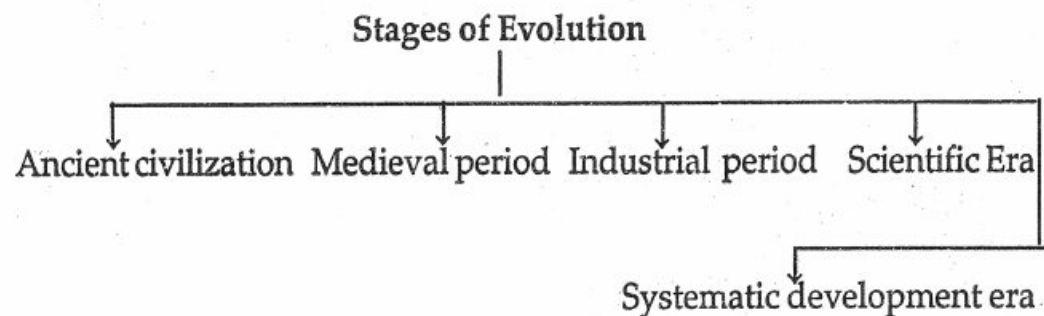 Stages of Evolution
Ancient civilization Medieval period Industrial period Scientific Era
Systematic development era